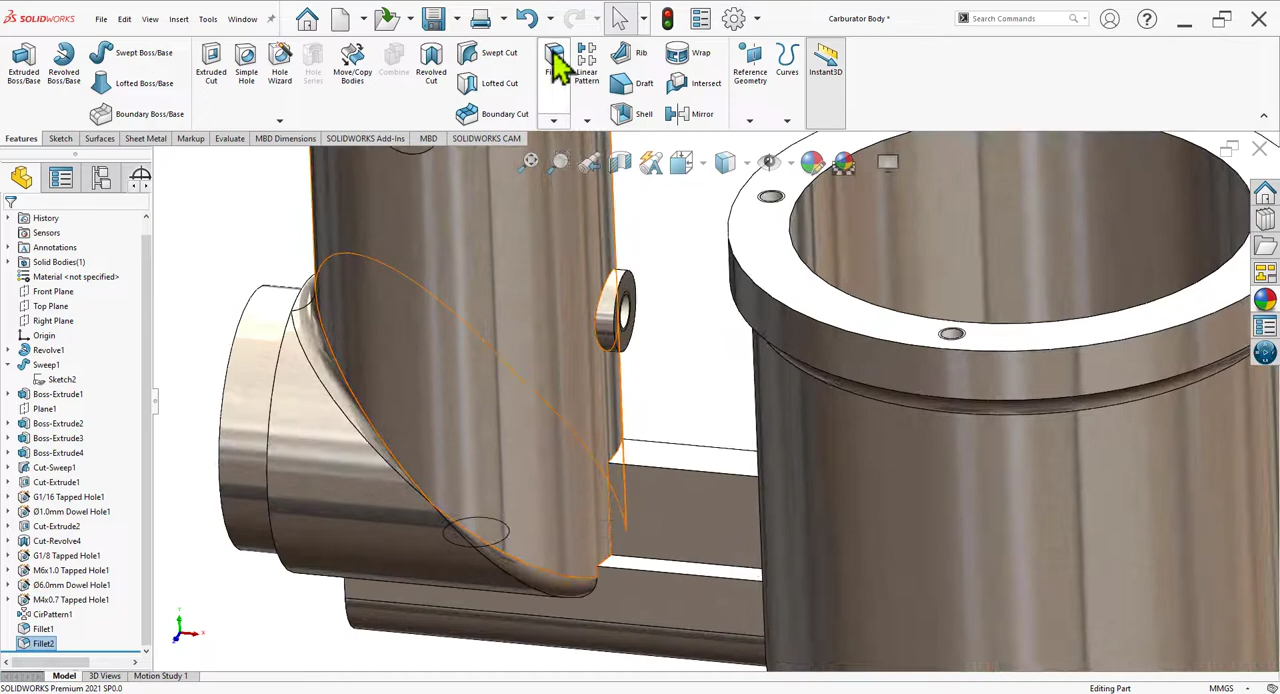 SOLIDWORKS
File
Edit
View
Insert
Tools
Window
Carburator Body *
Search Commands
Extruded Boss/Base
Revolved Boss/Base
Swept Boss/Base
Lofted Boss/Base
Boundary Boss/Base
Extruded Cut
Simple Hole
Hole Wizard
Hole Series
Move/Copy Bodies
Combine
Revolved Cut
Swept Cut
Lofted Cut
Boundary Cut
Linear Pattern
Rib
Draft
Shell
Wrap
Intersect
Mirror
Reference Geometry
Curves
Instant3D
Features
Sketch
Surfaces
Sheet Metal
Markup
Evaluate
MBD Dimensions
SOLIDWORKS Add-Ins
MBD
SOLIDWORKS CAM
History
Sensors
Annotations
Solid Bodies(1)
Material <not specified>
Front Plane
Top Plane
Right Plane
Origin
Revolve1
Sweep1
Sketch2
Boss-Extrude1
Plane1
Boss-Extrude2
Boss-Extrude3
Boss-Extrude4
Cut-Sweep1
Cut-Extrude1
G1/16 Tapped Hole1
Ø1.0mm Dowel Hole1
Cut-Extrude2
Cut-Revolve4
G1/8 Tapped Hole1
M6x1.0 Tapped Hole1
Ø6.0mm Dowel Hole1
M4x0.7 Tapped Hole1
CirPattern1
Fillet1
Fillet2
Model
3D Views
Motion Study 1
SOLIDWORKS Premium 2021 SP0.0
Editing Part
MMGS